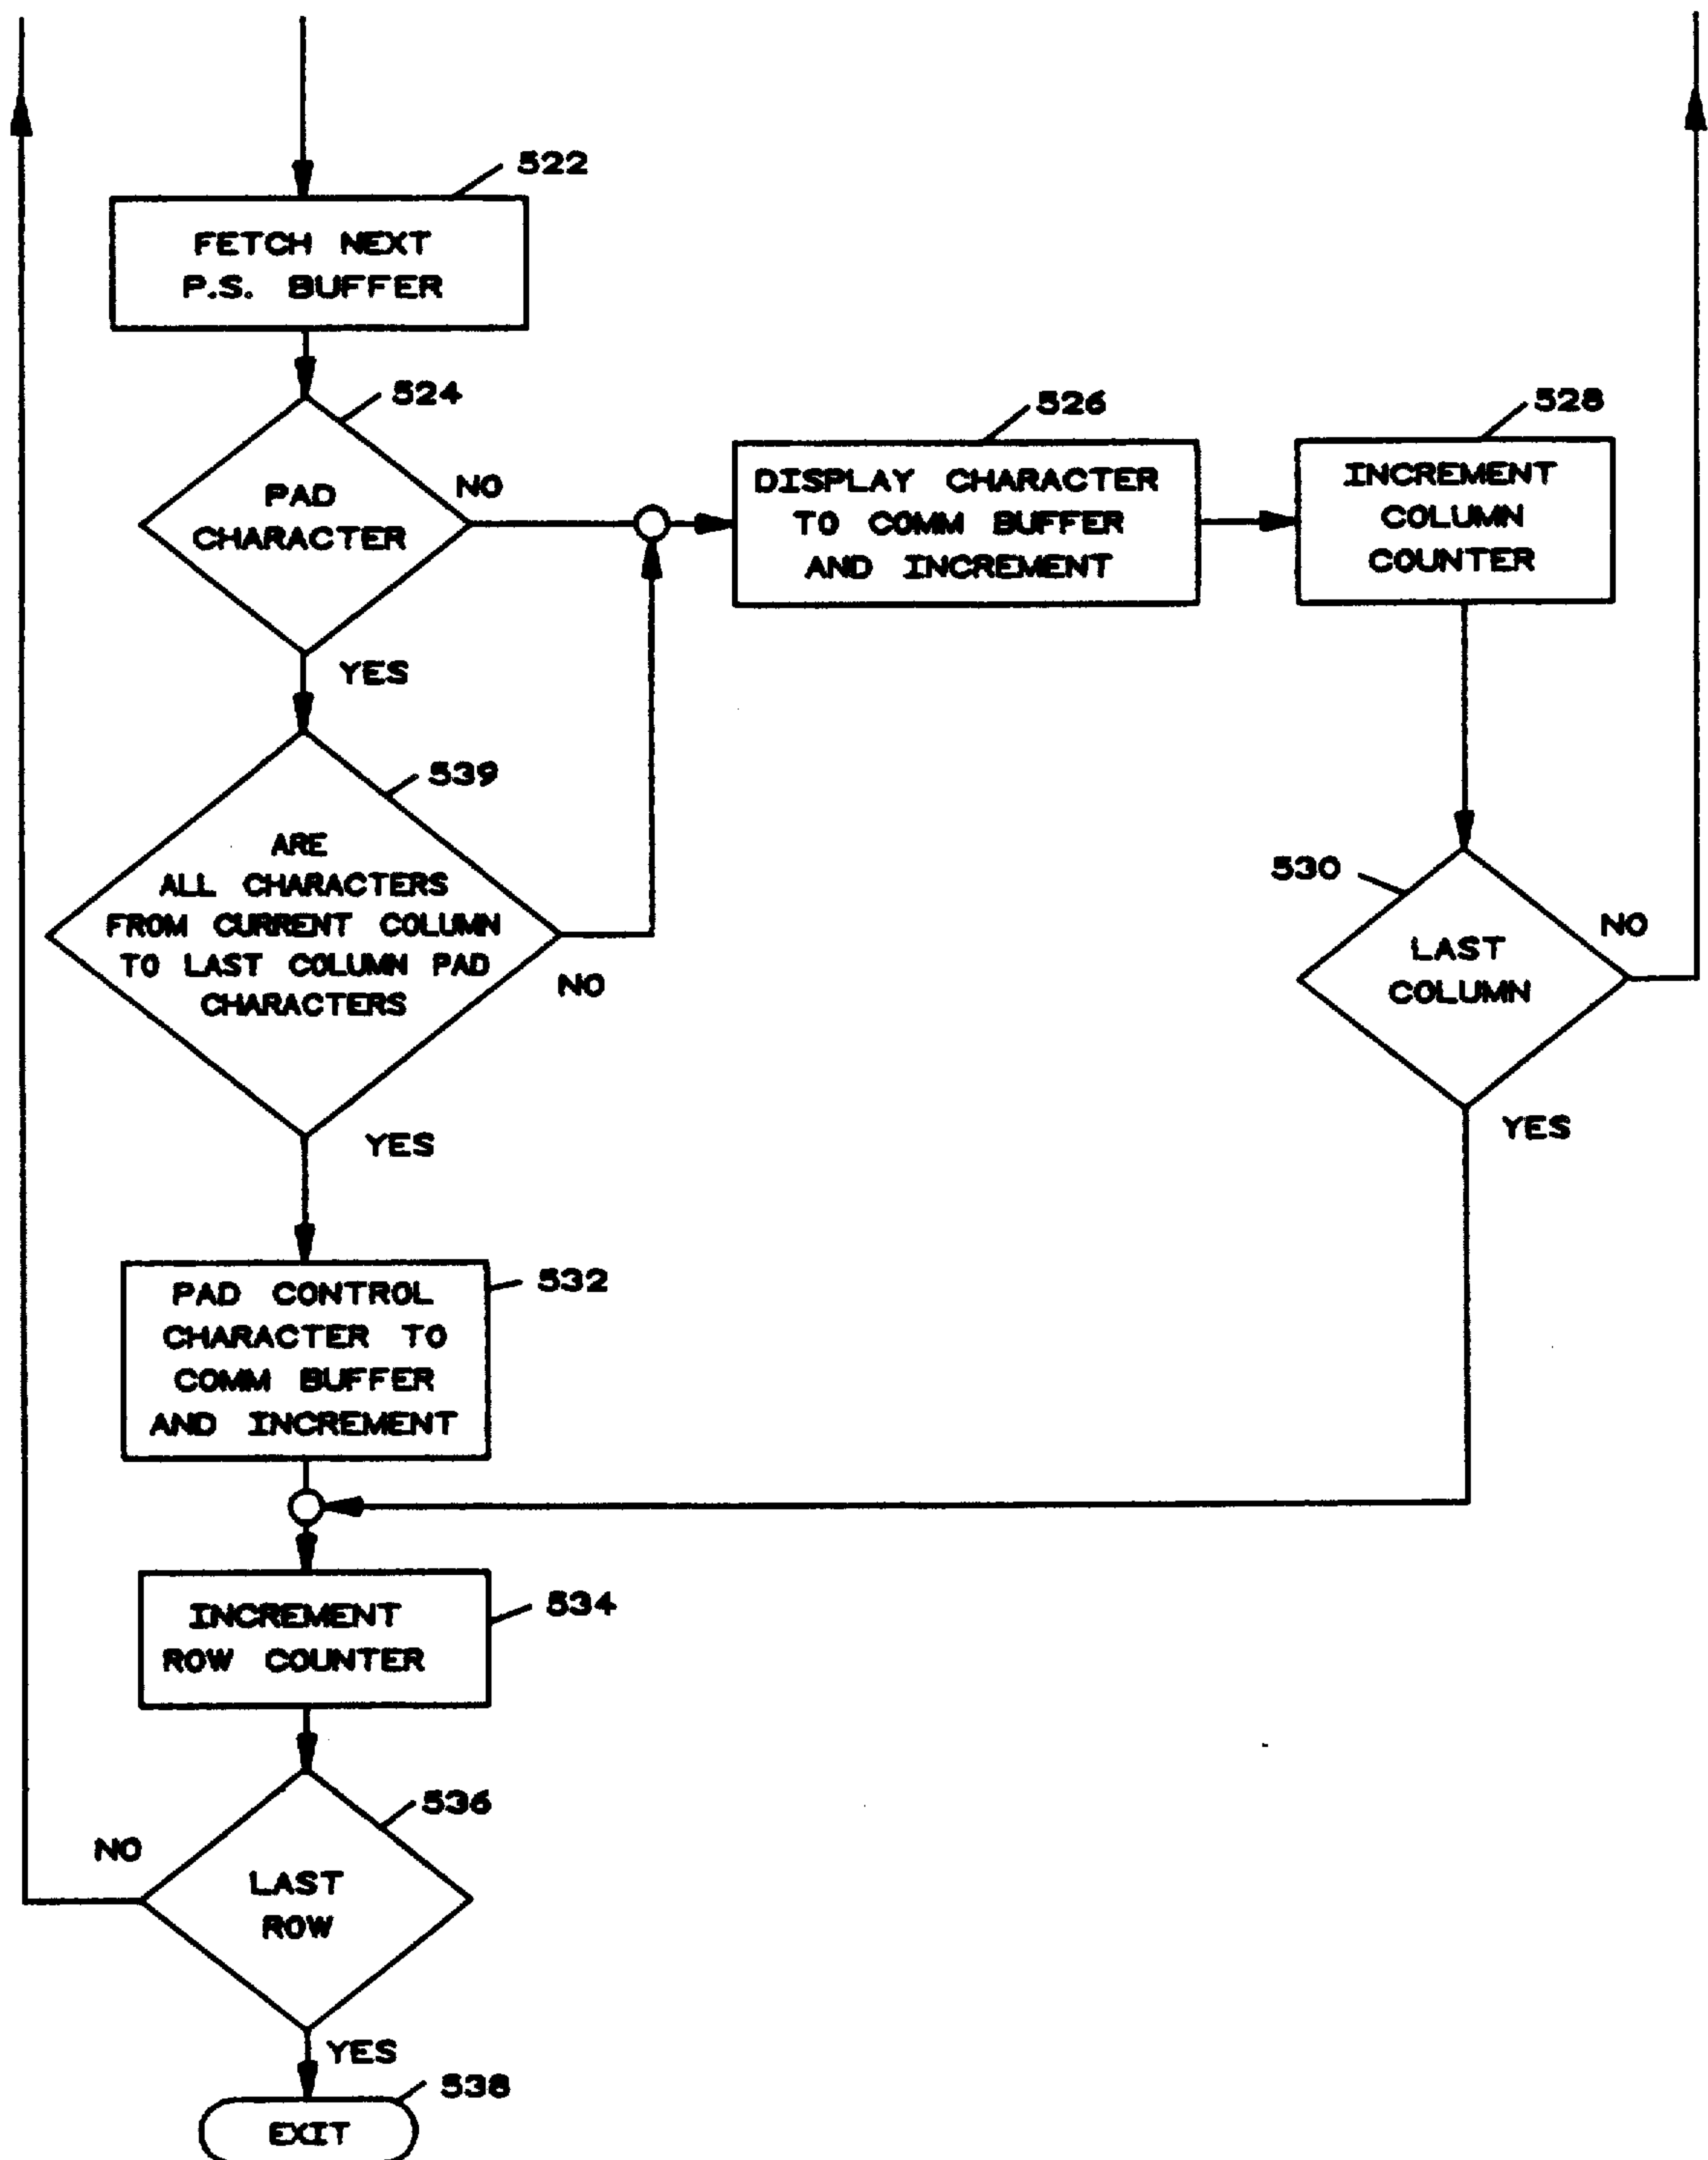 522
FETCH NEXT
P.S. BUFFER
524
PAD
CHARACTER
NO
YES
526
DISPLAY CHARACTER
TO COMM BUFFER
AND INCREMENT
528
INCREMENT
COLUMN
COUNTER
539
ARE
ALL CHARACTERS
FROM CURRENT COLUMN
TO LAST COLUMN PAD
CHARACTERS
NO
YES
530
LAST
COLUMN
NO
YES
532
PAD CONTROL
CHARACTER TO
COMM BUFFER
AND INCREMENT
534
INCREMENT
ROW COUNTER
536
NO
LAST
ROW
YES
538
EXIT